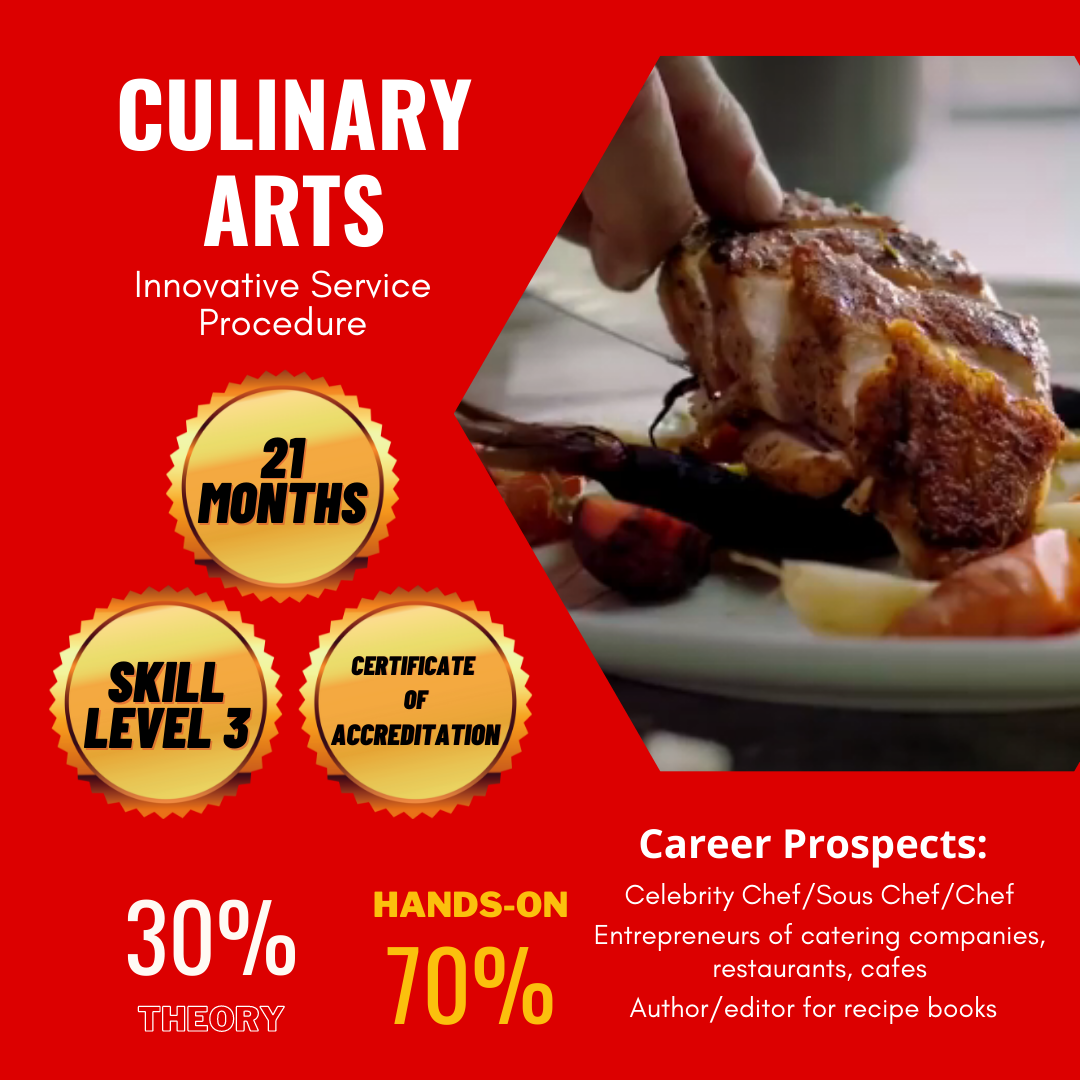 CULINARY
ARTS
Innovative Service
Procedure
21
MONTHS
SKILL
LEVEL 3
CERTIFICATE
OF
ACCREDITATION
30%
THEORY
HANDS-ON
70%
Career Prospects:
Celebrity Chef/Sous Chef/Chef
Entrepreneurs of catering companies,
restaurants, cafes
Author/editor for recipe books